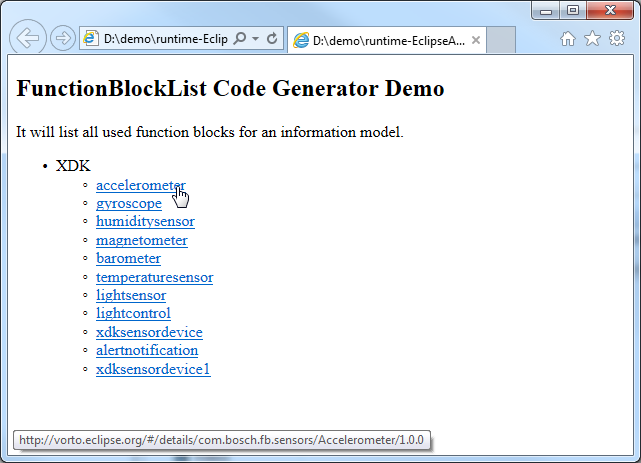 D:\demo\runtime-Eclip
D:\demo\runtime-EclipseA...
FunctionBlockList Code Generator Demo
It will list all used function blocks for an information model.
• XDK
◦ accelerometer
◦ gyroscope
◦ humiditysensor
◦ magnetometer
◦ barometer
◦ temperaturesensor
◦ lightsensor
◦ lightcontrol
◦ xdksensordevice
◦ alertnotification
◦ xdksensordevice1
http://vorto.eclipse.org/#/details/com.bosch.fb.sensors/Accelerometer/1.0.0